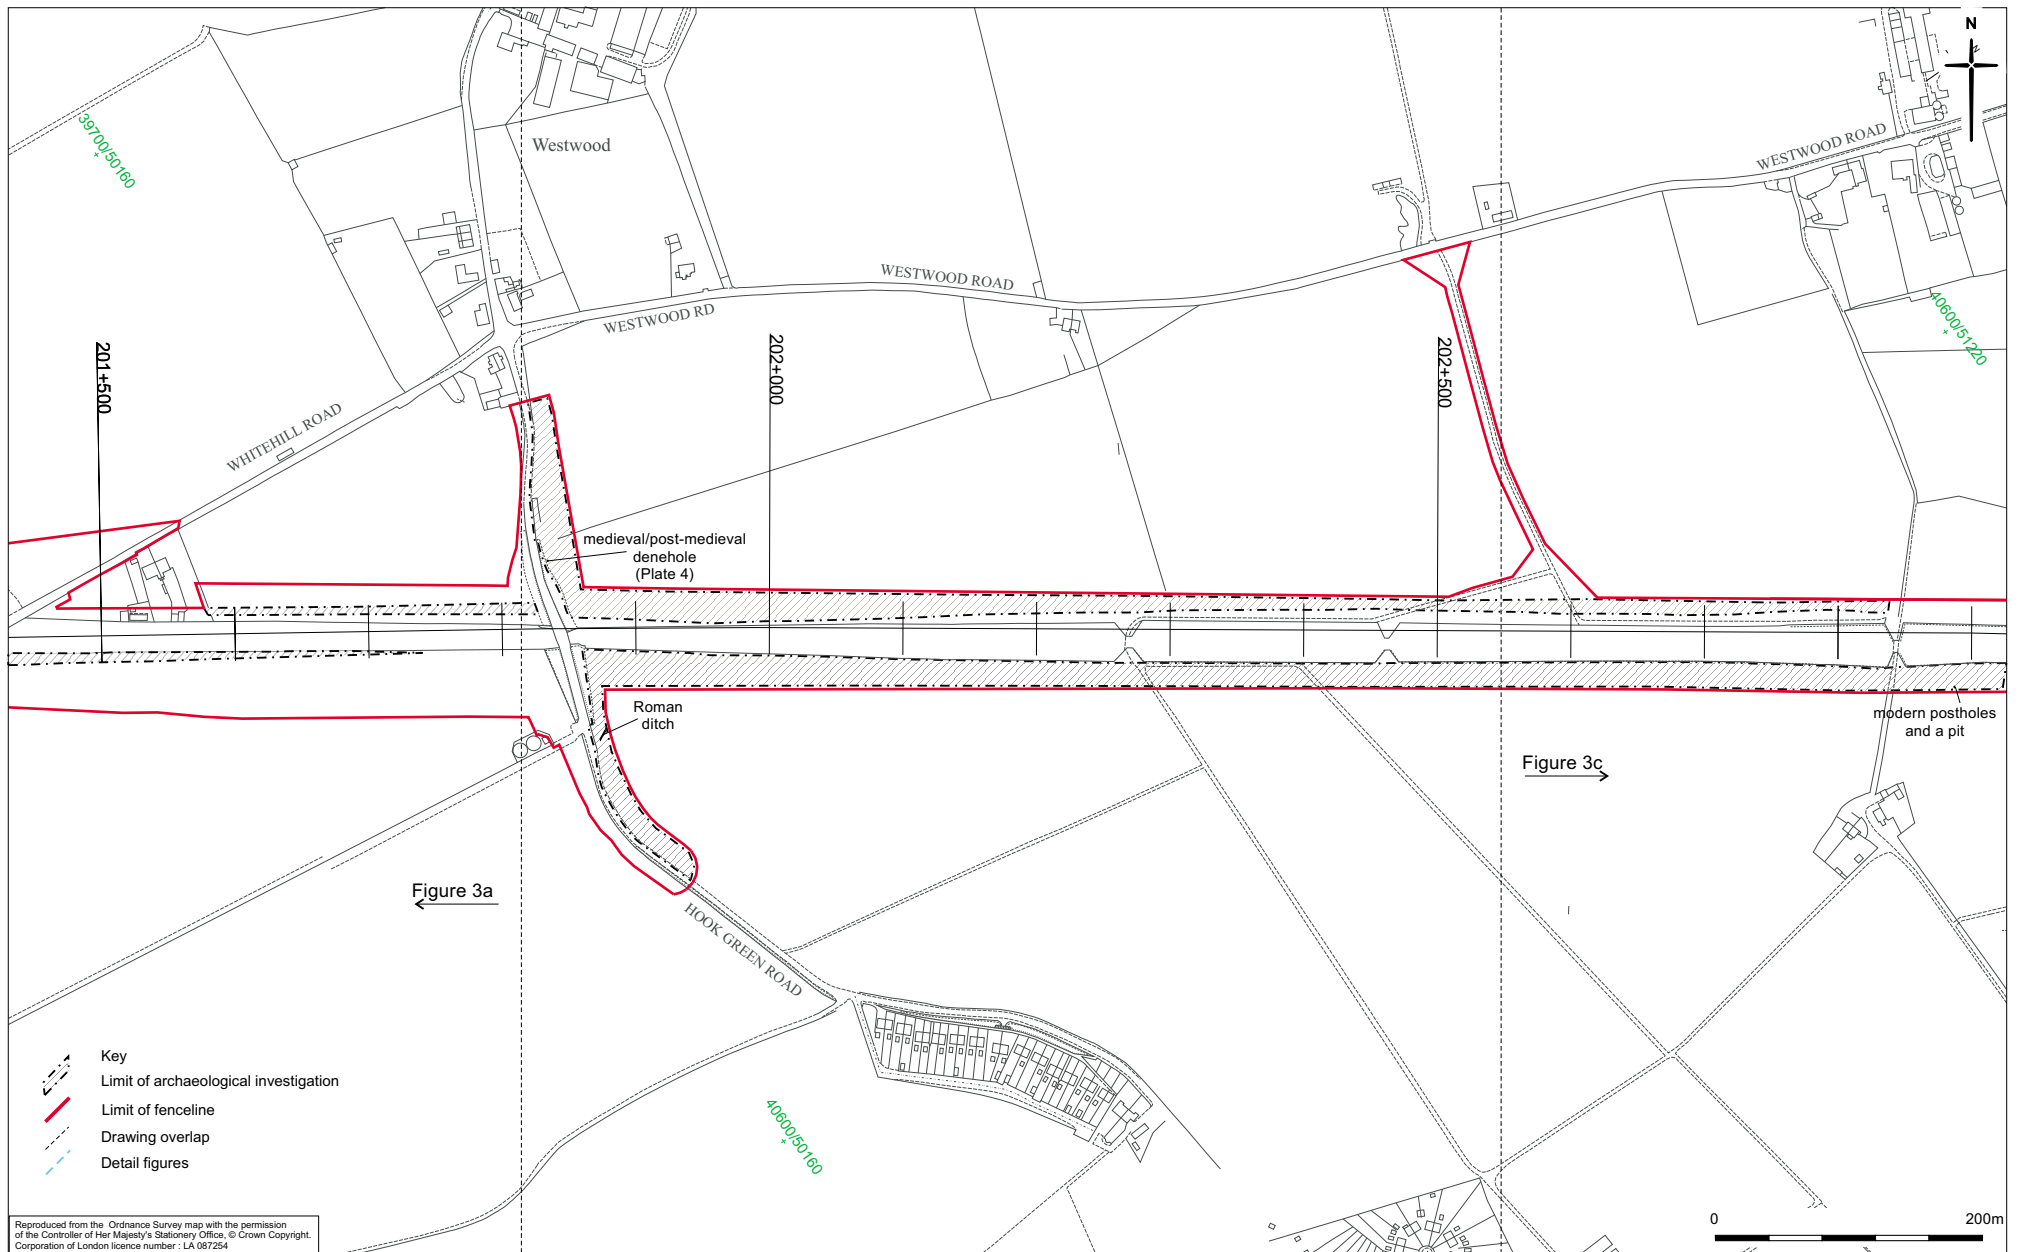 N
39700/50160
Westwood
WESTWOOD ROAD
WESTWOOD ROAD
WESTWOOD RD
40600/51220
201+500
202+000
202+500
WHITEHILL ROAD
medieval/post-medieval
denehole
(Plate 4)
Roman
ditch
modern postholes
and a pit
Figure 3c
Figure 3a
HOOK GREEN ROAD
40600/50160
Key
Limit of archaeological investigation
Limit of fenceline
Drawing overlap
Detail figures
Reproduced from the Ordnance Survey map with the permission
of the Controller of Her Majesty's Stationery Office, © Crown Copyright.
Corporation of London licence number : LA 087254
0
200m